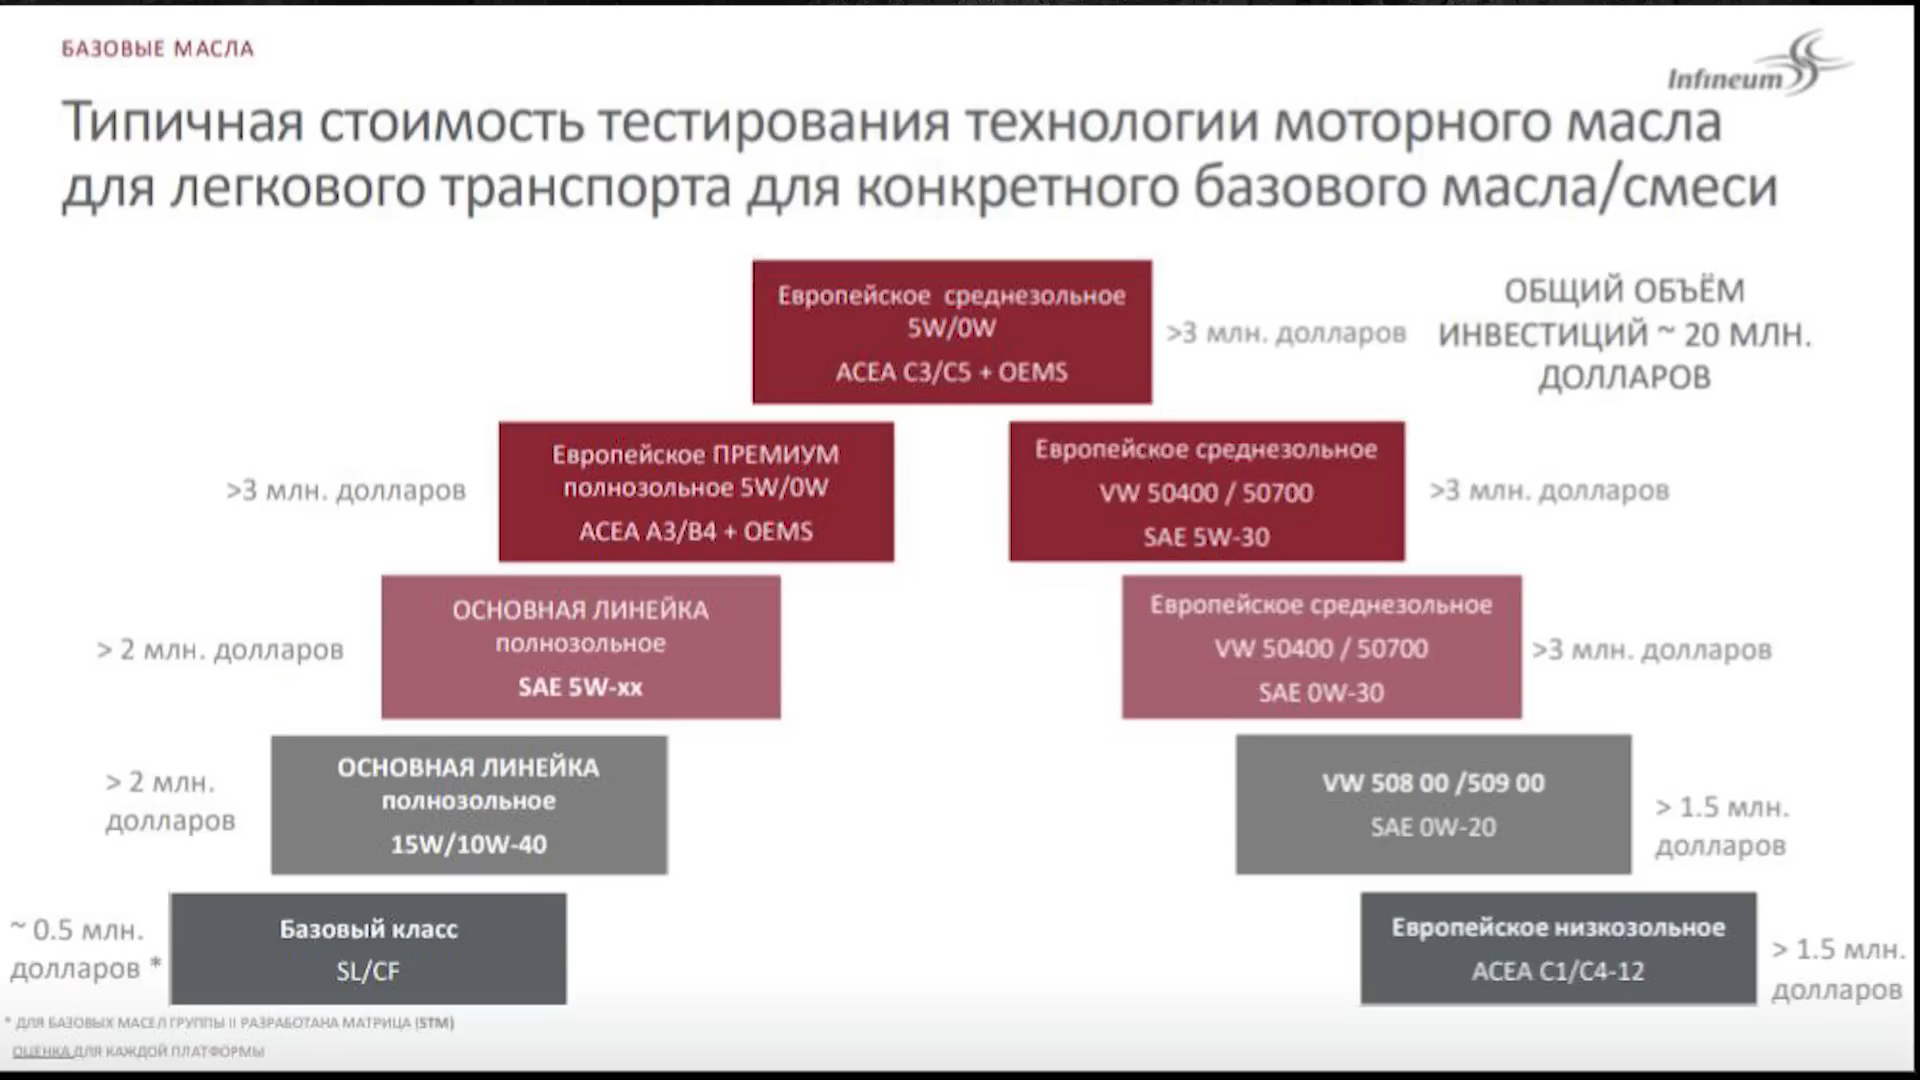 БАЗОВЫЕ МАСЛА
Infineum
Типичная стоимость тестирования технологии моторного масла
для легкового транспорта для конкретного базового масла/смеси
Европейское среднезольное
5W/0W
ACEA C3/C5 + OEMS
>3 млн. долларов
ОБЩИЙ ОБЪЁМ
ИНВЕСТИЦИЙ ~ 20 МЛН.
ДОЛЛАРОВ
>3 млн. долларов
Европейское ПРЕМИУМ
полнозольное 5W/0W
ACEA A3/B4 + OEMS
Европейское среднезольное
VW 50400 / 50700
SAE 5W-30
>3 млн. долларов
> 2 млн. долларов
ОСНОВНАЯ ЛИНЕЙКА
полнозольное
SAE 5W-xx
Европейское среднезольное
VW 50400 / 50700
SAE 0W-30
>3 млн. долларов
> 2 млн.
долларов
ОСНОВНАЯ ЛИНЕЙКА
полнозольное
15W/10W-40
VW 508 00 /509 00
SAE 0W-20
> 1.5 млн.
долларов
~ 0.5 млн.
долларов *
Базовый класс
SL/CF
Европейское низкозольное
ACEA C1/C4-12
> 1.5 млн.
долларов
* ДЛЯ БАЗОВЫХ МАСЕЛ ГРУППЫ II РАЗРАБОТАНА МАТРИЦА (STM)
ОЦЕНКА ДЛЯ КАЖДОЙ ПЛАТФОРМЫ